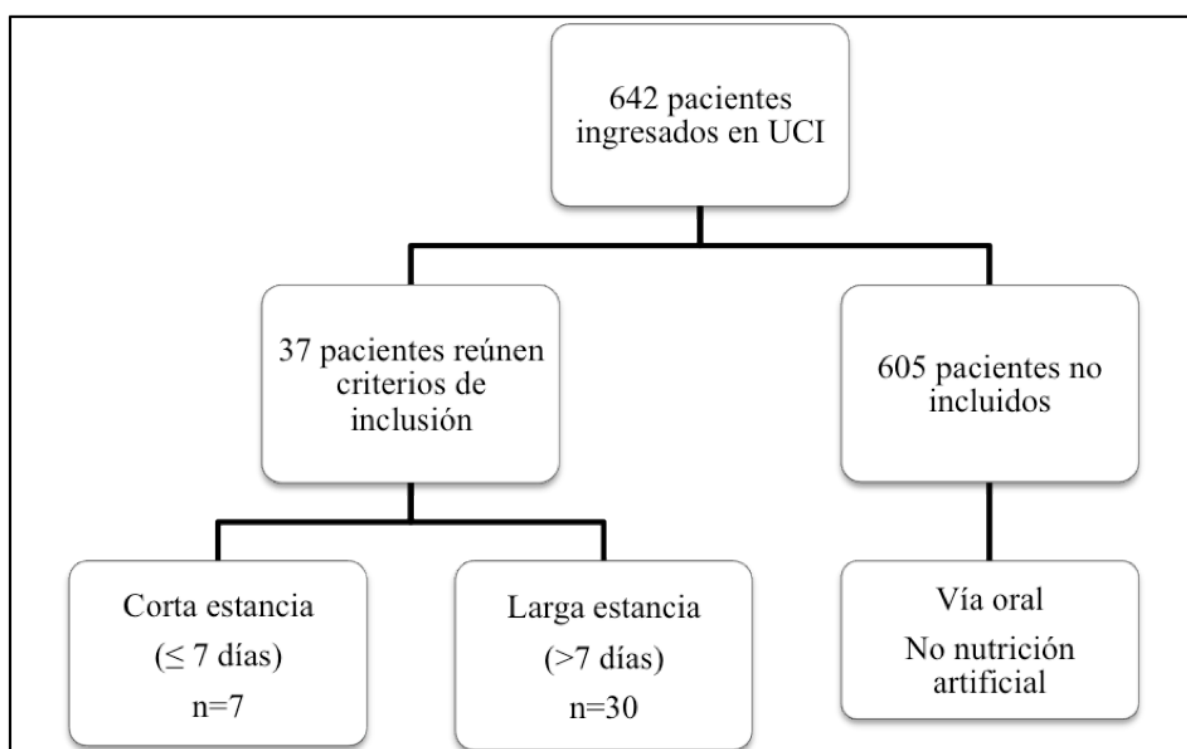 642 pacientes
ingresados en UCI
37 pacientes reúnen
criterios de
inclusión
605 pacientes no
incluidos
Corta estancia
(≤ 7 días)
n=7
Larga estancia
(>7 días)
n=30
Vía oral
No nutrición
artificial